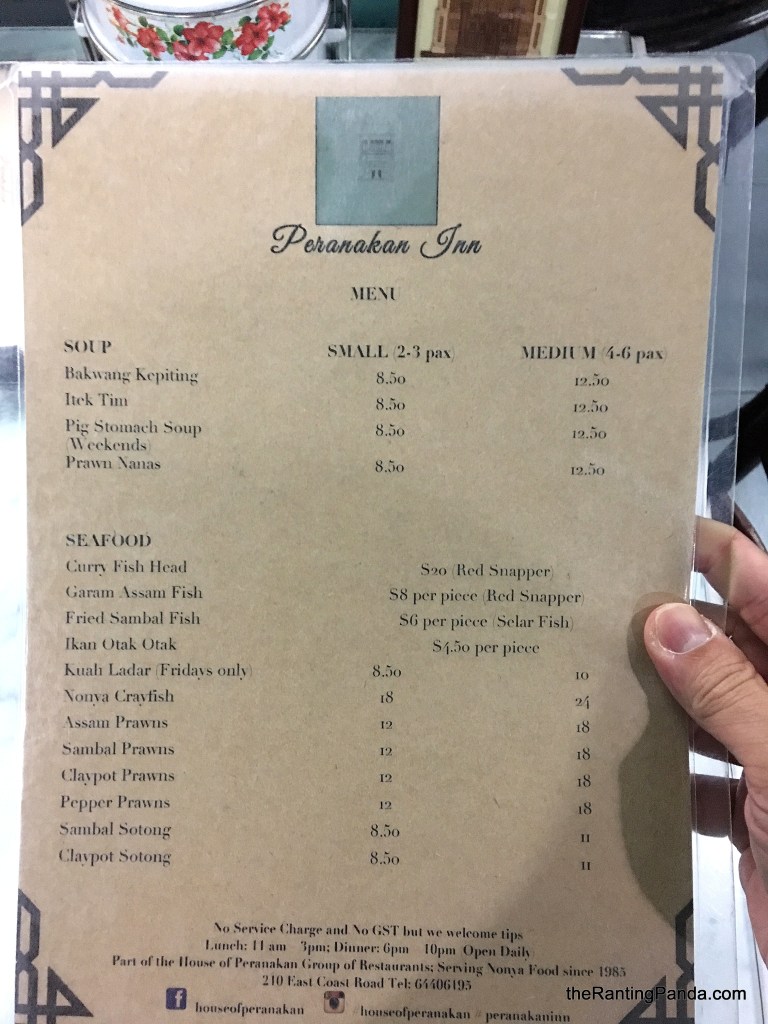 Peranakan Inn
MENU
SOUP SMALL (2-3 pax) MEDIUM (4-6 pax)
Bakwang Kepiting 8.50 12.50
Itek Tim 8.50 12.50
Pig Stomach Soup 8.50 12.50
(Weekends)
Prawn Nanas 8.50 12.50
SEAFOOD
Curry Fish Head S20 (Red Snapper)
Garam Assam Fish S8 per piece (Red Snapper)
Fried Sambal Fish S6 per piece (Selar Fish)
Ikan Otak Otak S4.50 per piece
Kuah Ladar (Fridays only) 8.50 10
Nonya Crayfish 18 24
Assam Prawns 12 18
Sambal Prawns 12 18
Claypot Prawns 12 18
Pepper Prawns 12 18
Sambal Sotong 8.50 11
Claypot Sotong 8.50 11
No Service Charge and No GST but we welcome tips
Lunch: 11 am - 3pm; Dinner: 6pm - 10pm (Open Daily)
Part of the House of Peranakan Group of Restaurants; Serving Nonya Food since 1985
210 East Coast Road Tel: 64406195
houseofperanakan #houseofperanakan #peranakaninn
theRantingPanda.com